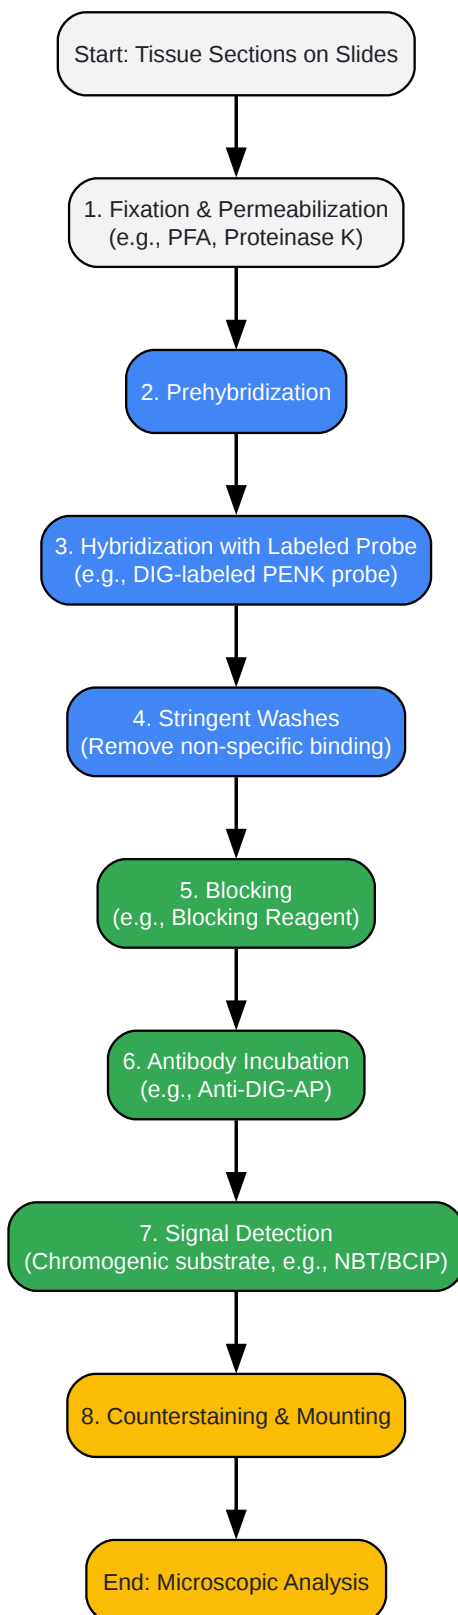 Start: Tissue Sections on Slides
1. Fixation & Permeabilization
(e.g., PFA, Proteinase K)
2. Prehybridization
3. Hybridization with Labeled Probe
(e.g., DIG-labeled PENK probe)
4. Stringent Washes
(Remove non-specific binding)
5. Blocking
(e.g., Blocking Reagent)
6. Antibody Incubation
(e.g., Anti-DIG-AP)
7. Signal Detection
(Chromogenic substrate, e.g., NBT/BCIP)
8. Counterstaining & Mounting
End: Microscopic Analysis